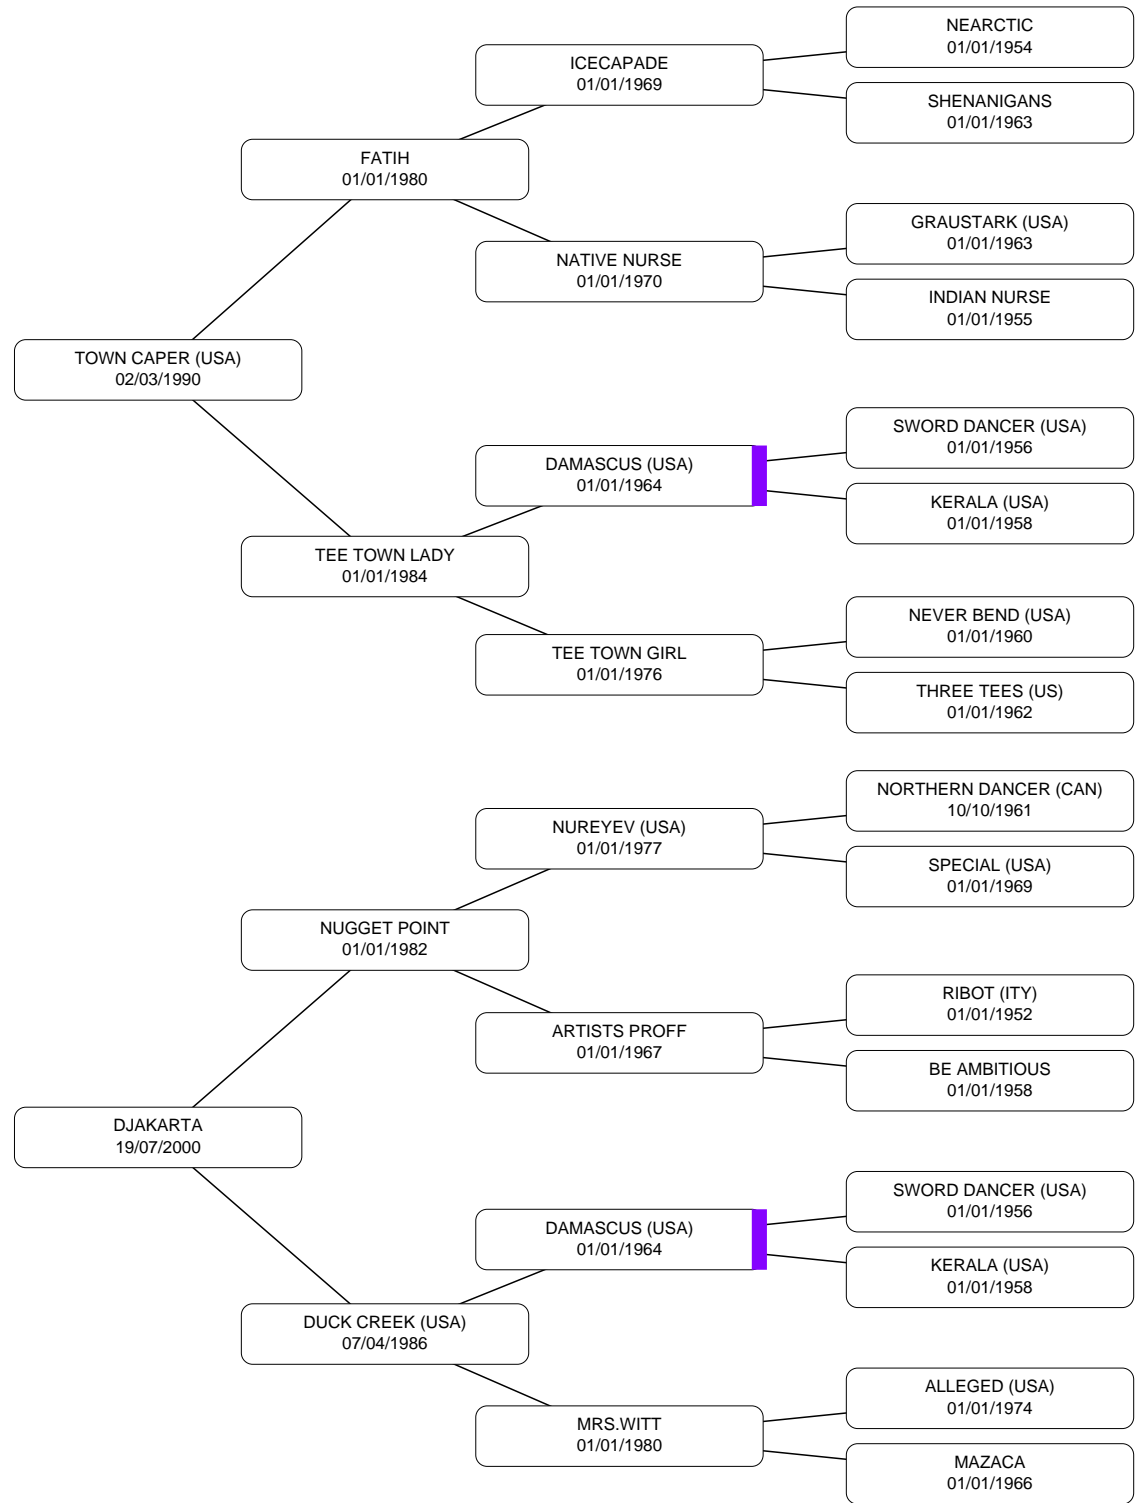 NEARCTIC
01/01/1954
ICECAPADE
01/01/1969
SHENANIGANS
01/01/1963
FATIH
01/01/1980
GRAUSTARK (USA)
01/01/1963
NATIVE NURSE
01/01/1970
INDIAN NURSE
01/01/1955
TOWN CAPER (USA)
02/03/1990
SWORD DANCER (USA)
01/01/1956
DAMASCUS (USA)
01/01/1964
KERALA (USA)
01/01/1958
TEE TOWN LADY
01/01/1984
NEVER BEND (USA)
01/01/1960
TEE TOWN GIRL
01/01/1976
THREE TEES (US)
01/01/1962
NORTHERN DANCER (CAN)
10/10/1961
NUREYEV (USA)
01/01/1977
SPECIAL (USA)
01/01/1969
NUGGET POINT
01/01/1982
RIBOT (ITY)
01/01/1952
ARTISTS PROFF
01/01/1967
BE AMBITIOUS
01/01/1958
DJAKARTA
19/07/2000
SWORD DANCER (USA)
01/01/1956
DAMASCUS (USA)
01/01/1964
KERALA (USA)
01/01/1958
DUCK CREEK (USA)
07/04/1986
ALLEGED (USA)
01/01/1974
MRS.WITT
01/01/1980
MAZACA
01/01/1966